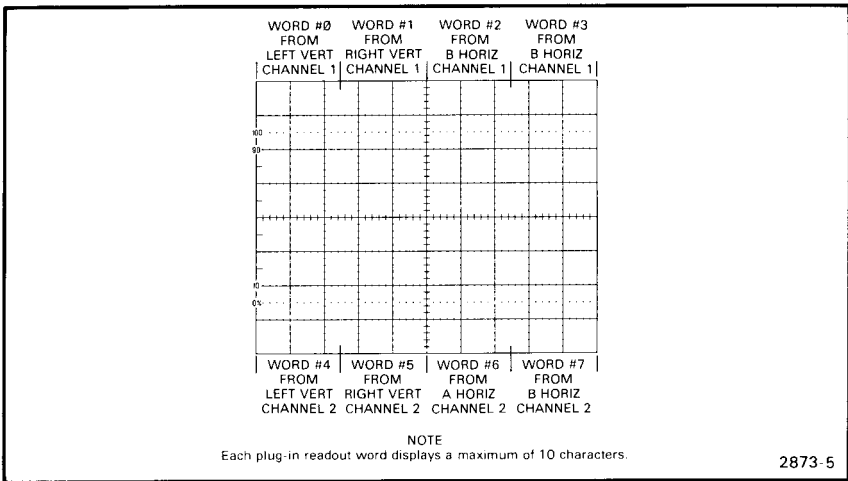 WORD #0 WORD #1 WORD #2 WORD #3
FROM FROM FROM FROM
LEFT VERT RIGHT VERT B HORIZ B HORIZ
CHANNEL 1 CHANNEL 1 CHANNEL 1 CHANNEL 1
100
90
10
0%
WORD #4 WORD #5 WORD #6 WORD #7
FROM FROM FROM FROM
LEFT VERT RIGHT VERT A HORIZ B HORIZ
CHANNEL 2 CHANNEL 2 CHANNEL 2 CHANNEL 2
NOTE
Each plug-in readout word displays a maximum of 10 characters.
2873-5